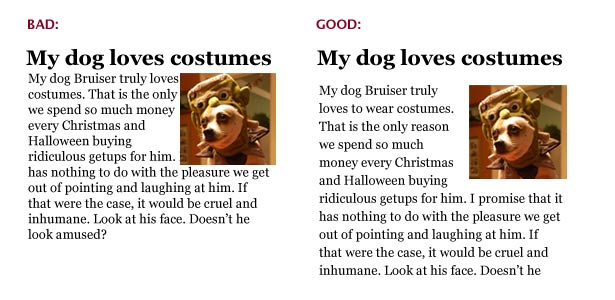 BAD:
My dog loves costumes
My dog Bruiser truly loves
costumes. That is the only
we spend so much money
every Christmas and
Halloween buying
ridiculous getups for him.
has nothing to do with the pleasure we get
out of pointing and laughing at him. If
that were the case, it would be cruel and
inhumane. Look at his face. Doesn't he
look amused?
GOOD:
My dog loves costumes
My dog Bruiser truly
loves to wear costumes.
That is the only reason
we spend so much
money every Christmas
and Halloween buying
ridiculous getups for him. I promise that it
has nothing to do with the pleasure we get
out of pointing and laughing at him. If
that were the case, it would be cruel and
inhumane. Look at his face. Doesn't he